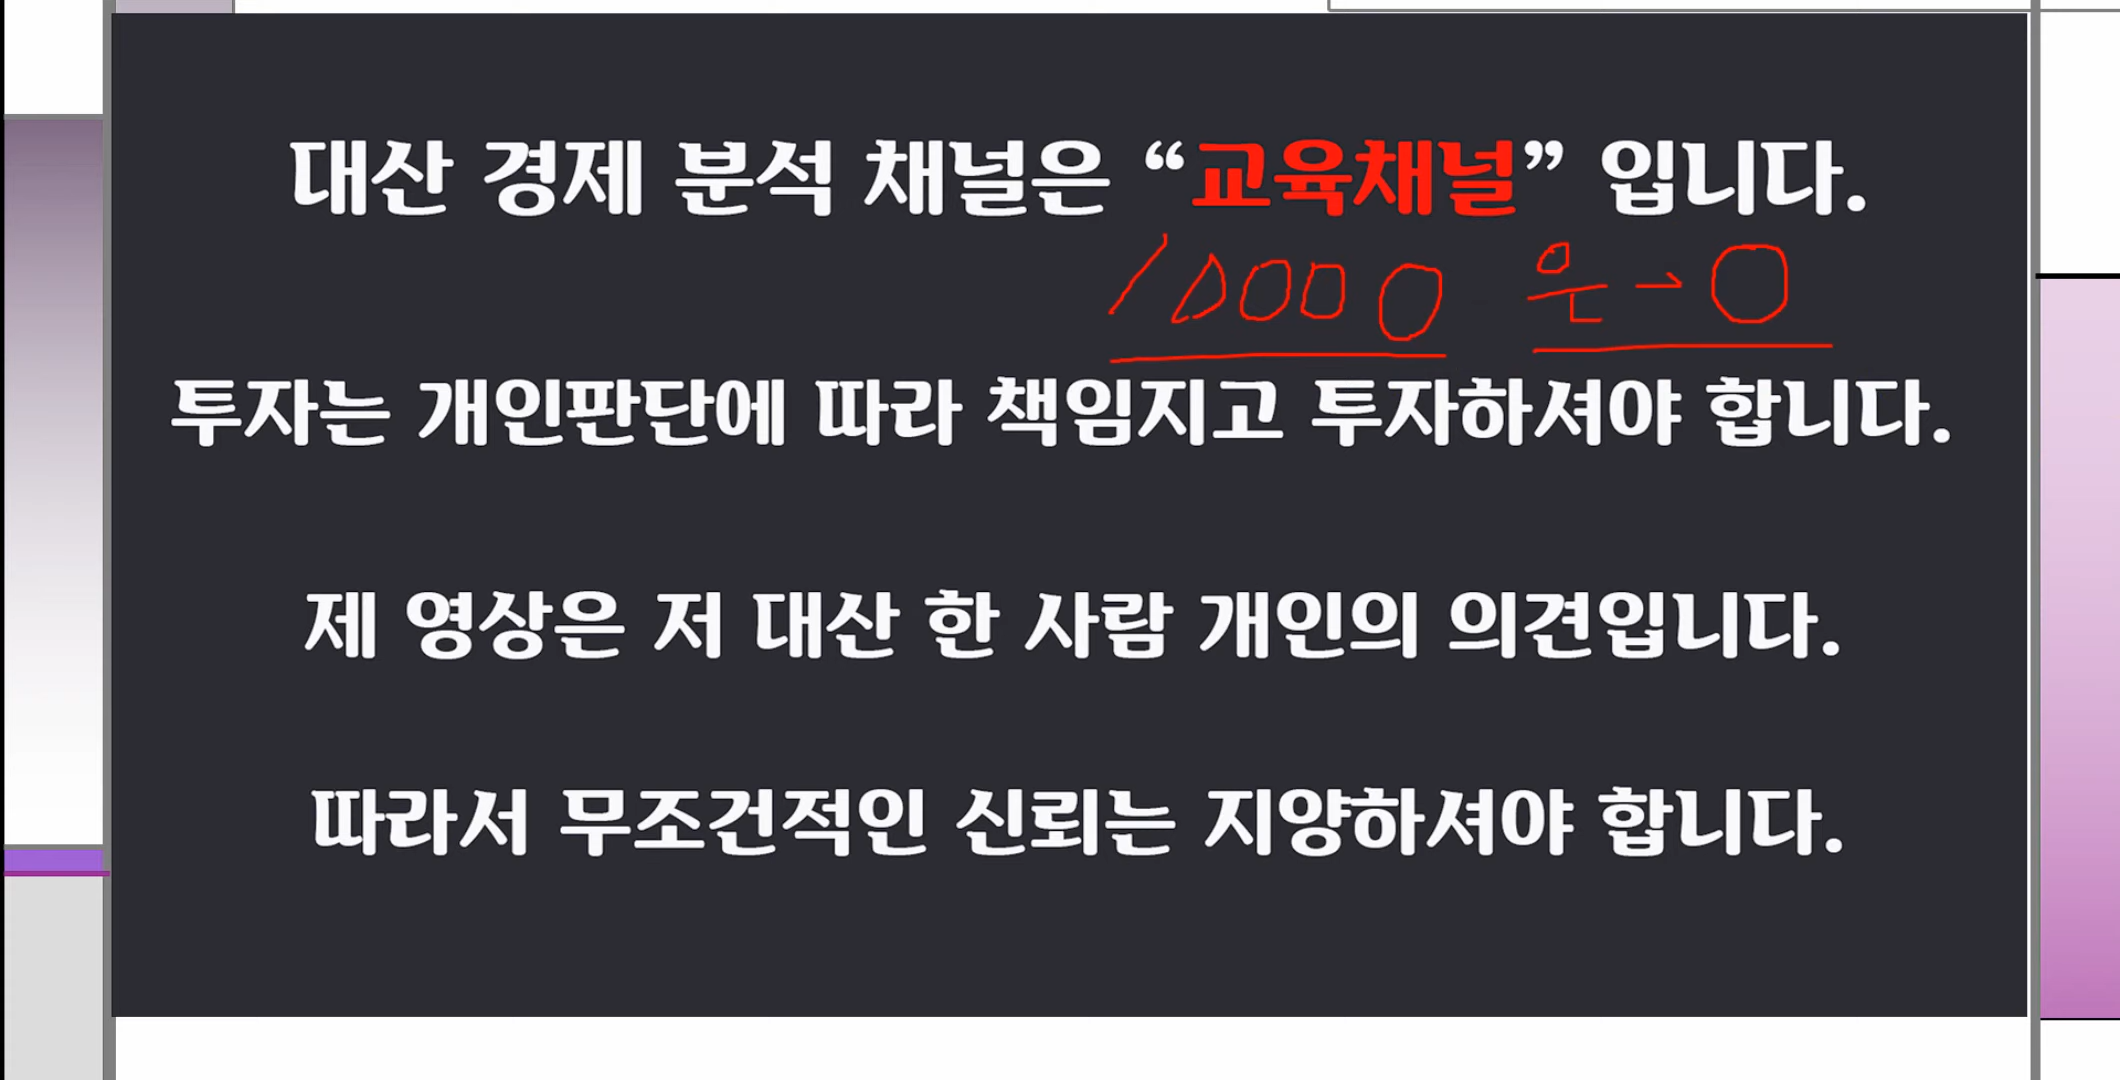 대산 경제 분석 채널은 “교육채널” 입니다.
10000 은→0
투자는 개인판단에 따라 책임지고 투자하셔야 합니다.
제 영상은 저 대산 한 사람 개인의 의견입니다.
따라서 무조건적인 신뢰는 지양하셔야 합니다.